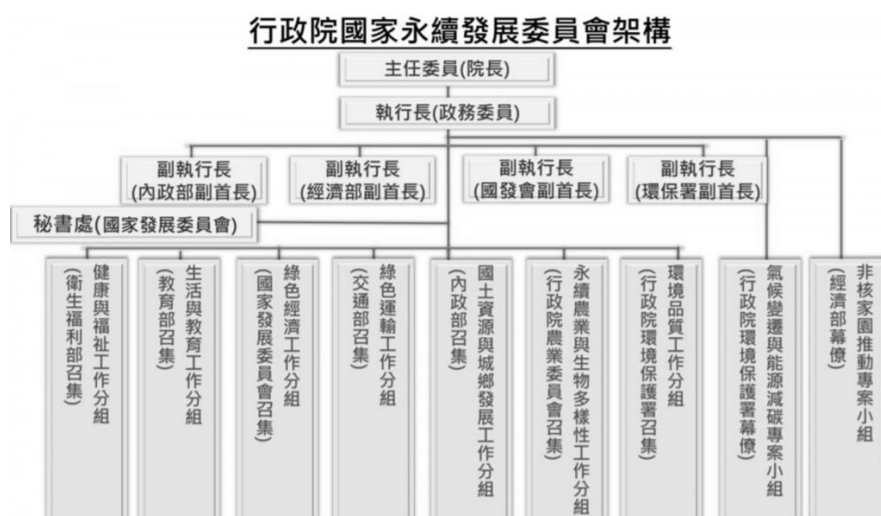 行政院國家永續發展委員會架構
主任委員(院長)
執行長(政務委員)
副執行長
(內政部副首長)
副執行長
(經濟部副首長)
副執行長
(國發會副首長)
副執行長
(環保署副首長)
秘書處(國家發展委員會)
健康與福祉工作分組
(衛生福利部召集)
生活與教育工作分組
(教育部召集)
綠色經濟工作分組
(國家發展委員會召集)
綠色運輸工作分組
(交通部召集)
國土資源與城鄉發展工作分組
(內政部召集)
永續農業與生物多樣性工作分組
(行政院農業委員會召集)
環境品質工作分組
(行政院環境保護署召集)
氣候變遷與能源減碳專案小組
(行政院環境保護署幕僚)
非核家園推動專案小組
(經濟部幕僚)